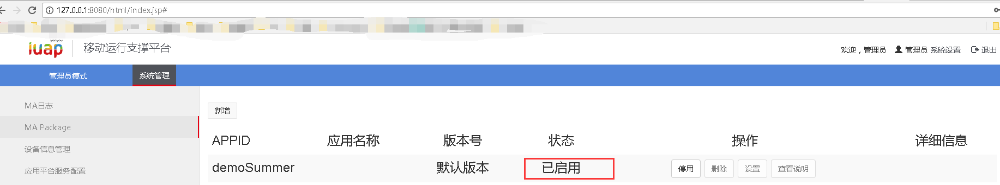 127.0.0.1:8080/html/index.jsp#
yonyou
iuap 移动运行支撑平台
欢迎，管理员 管理员 系统设置 退出
管理员模式 系统管理
MA日志
MA Package
设备信息管理
应用平台服务配置
新增
APPID 应用名称 版本号 状态 操作 详细信息
demoSummer 默认版本 已启用 停用 删除 设置 查看说明